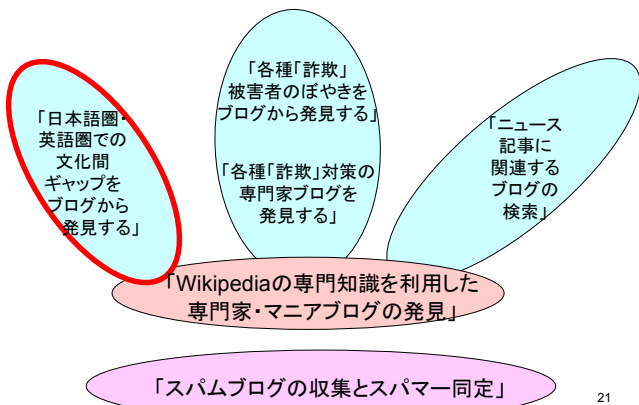 「日本語圏・
英語圏での
文化間
ギャップを
ブログから
発見する」
「各種「詐欺」
被害者のぼやきを
ブログから発見する」
「各種「詐欺」対策の
専門家ブログを
発見する」
「ニュース
記事に
関連する
ブログの
検索」
「Wikipediaの専門知識を利用した
専門家・マニアブログの発見」
「スパムブログの収集とスパマー同定」
21